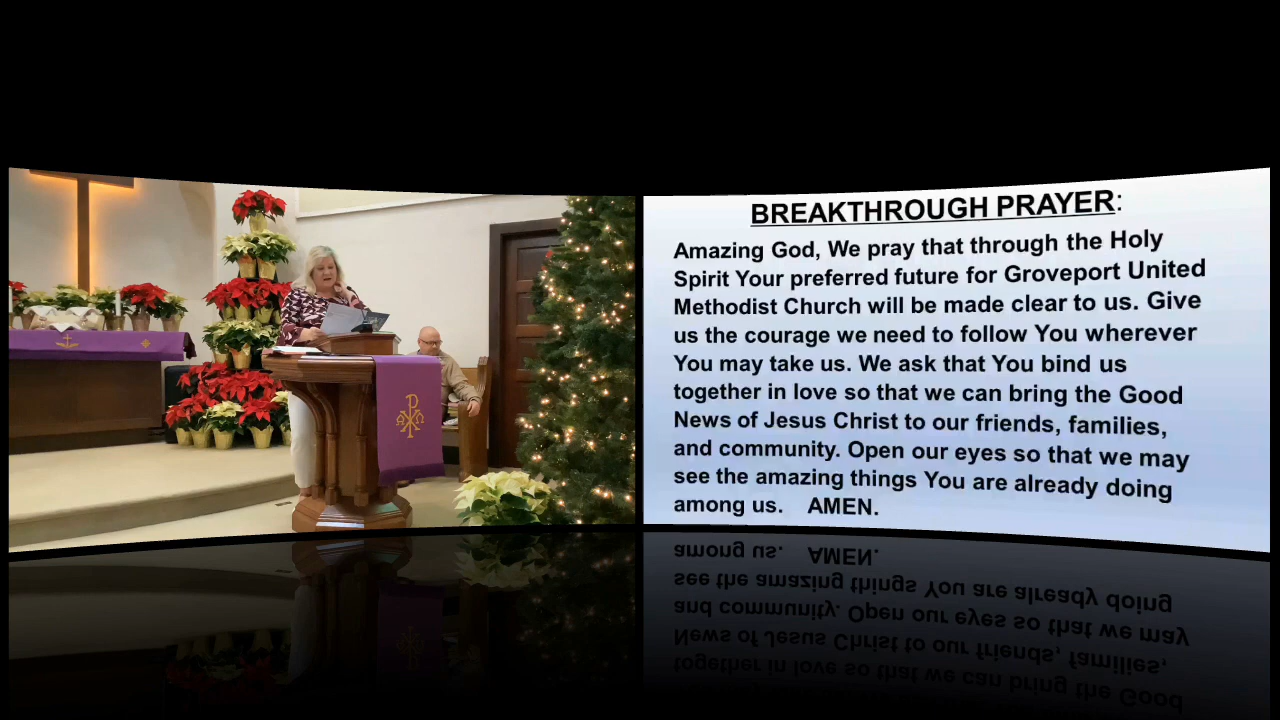 BREAKTHROUGH PRAYER:
Amazing God, We pray that through the Holy
Spirit Your preferred future for Groveport United
Methodist Church will be made clear to us. Give
us the courage we need to follow You wherever
You may take us. We ask that You bind us
together in love so that we can bring the Good
News of Jesus Christ to our friends, families,
and community. Open our eyes so that we may
see the amazing things You are already doing
among us. AMEN.